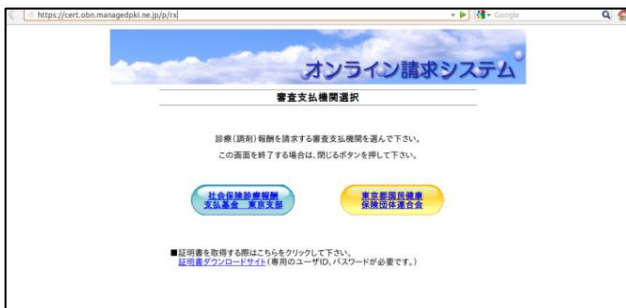 https://cert.obn.managedpki.ne.jp/p/rx
Google
オンライン請求システム
審査支払機関選択
診療(調剤)報酬を請求する審査支払機関を選んで下さい。
この画面を終了する場合は、閉じるボタンを押して下さい。
社会保険診療報酬
支払基金 東京支部
東京都国民健康
保険団体連合会
■証明書を取得する際はこちらをクリックして下さい。
証明書ダウンロードサイト(専用のユーザID、パスワードが必要です。)